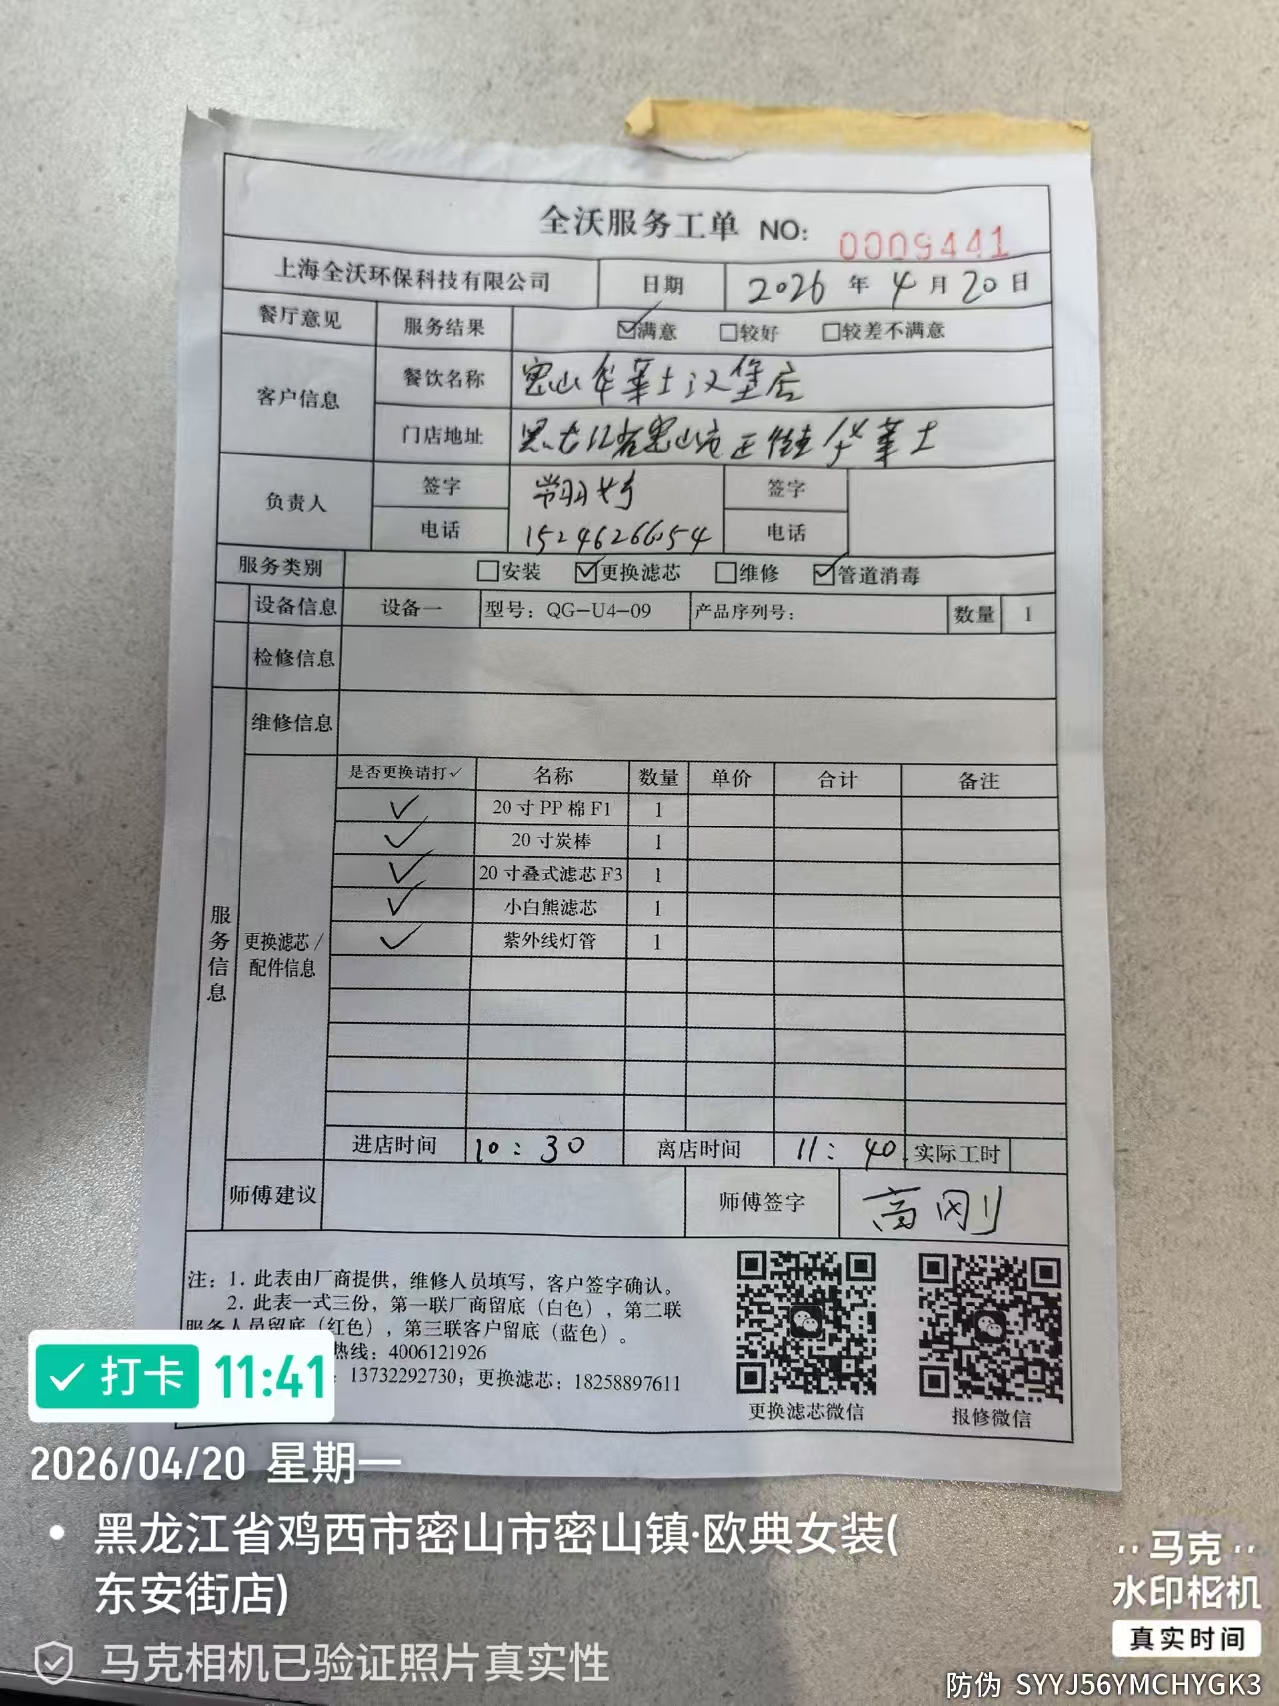 全沃服务工单 NO: 0009441
上海全沃环保科技有限公司 日期 2026 年 4 月 20 日
餐厅意见 服务结果 ☑满意 □较好 □较差不满意
客户信息 餐饮名称 密山华莱士汉堡店
门店地址 黑龙江省密山市正街华莱士
负责人 签字 签字
电话 15246266054 电话
服务类别 □安装 ☑更换滤芯 □维修 ☑管道消毒
设备信息 设备一 型号: QG-U4-09 产品序列号: 数量 1
检修信息
维修信息
服务信息
更换滤芯/配件信息
是否更换请打✓ 名称 数量 单价 合计 备注
✓ 20寸PP棉F1 1
✓ 20寸炭棒 1
✓ 20寸叠式滤芯F3 1
✓ 小白熊滤芯 1
✓ 紫外线灯管 1
进店时间 10:30 离店时间 11:40 实际工时
师傅建议 师傅签字 高刚
注: 1. 此表由厂商提供, 维修人员填写, 客户签字确认。
2. 此表一式三份, 第一联厂商留底(白色), 第二联
服务人员留底(红色), 第三联客户留底(蓝色)。
热线: 4006121926
: 13732292730; 更换滤芯: 18258897611
更换滤芯微信 报修微信
✓打卡 11:41
2026/04/20 星期一
• 黑龙江省鸡西市密山市密山镇·欧典女装(
东安街店)
马克相机已验证照片真实性
马克
水印相机
真实时间
防伪 SYYJ56YMCHYGK3